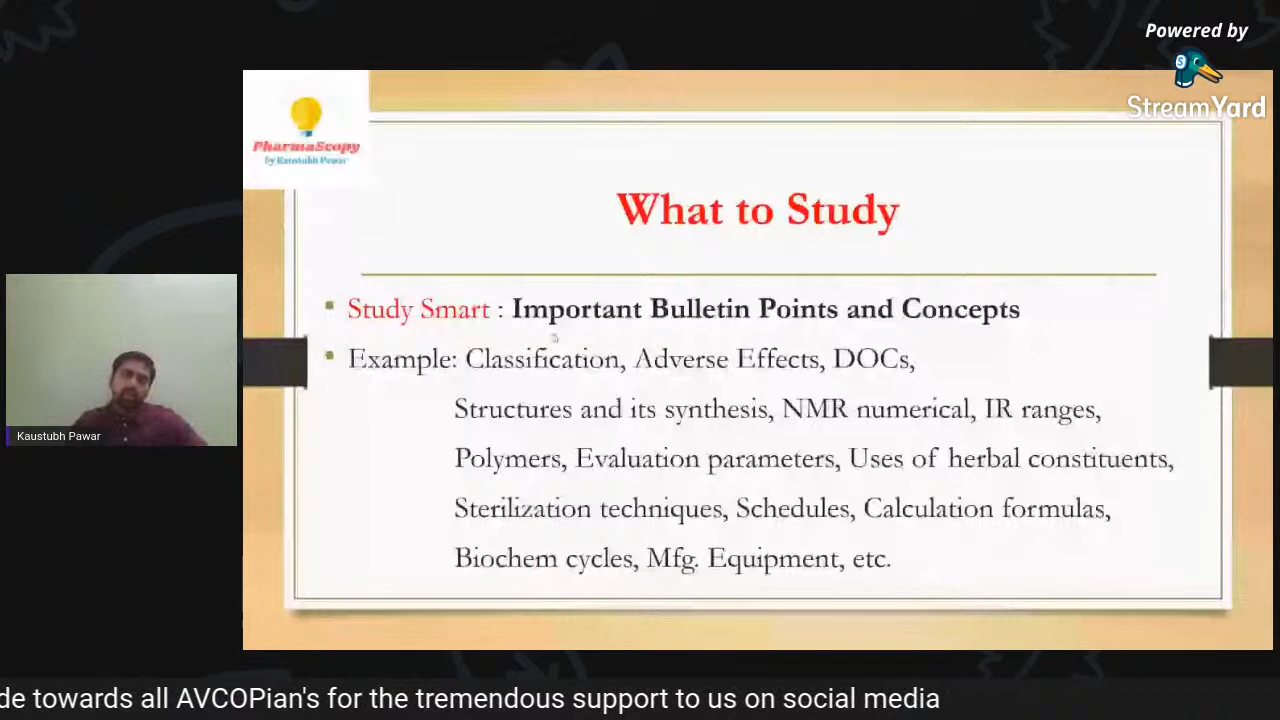 Powered by
StreamYard
PharmaScopy
by Kaustubh Pawar
What to Study
Study Smart : Important Bulletin Points and Concepts
Example: Classification, Adverse Effects, DOCs,
Structures and its synthesis, NMR numerical, IR ranges,
Polymers, Evaluation parameters, Uses of herbal constituents,
Sterilization techniques, Schedules, Calculation formulas,
Biochem cycles, Mfg. Equipment, etc.
Kaustubh Pawar
de towards all AVCOPian's for the tremendous support to us on social media